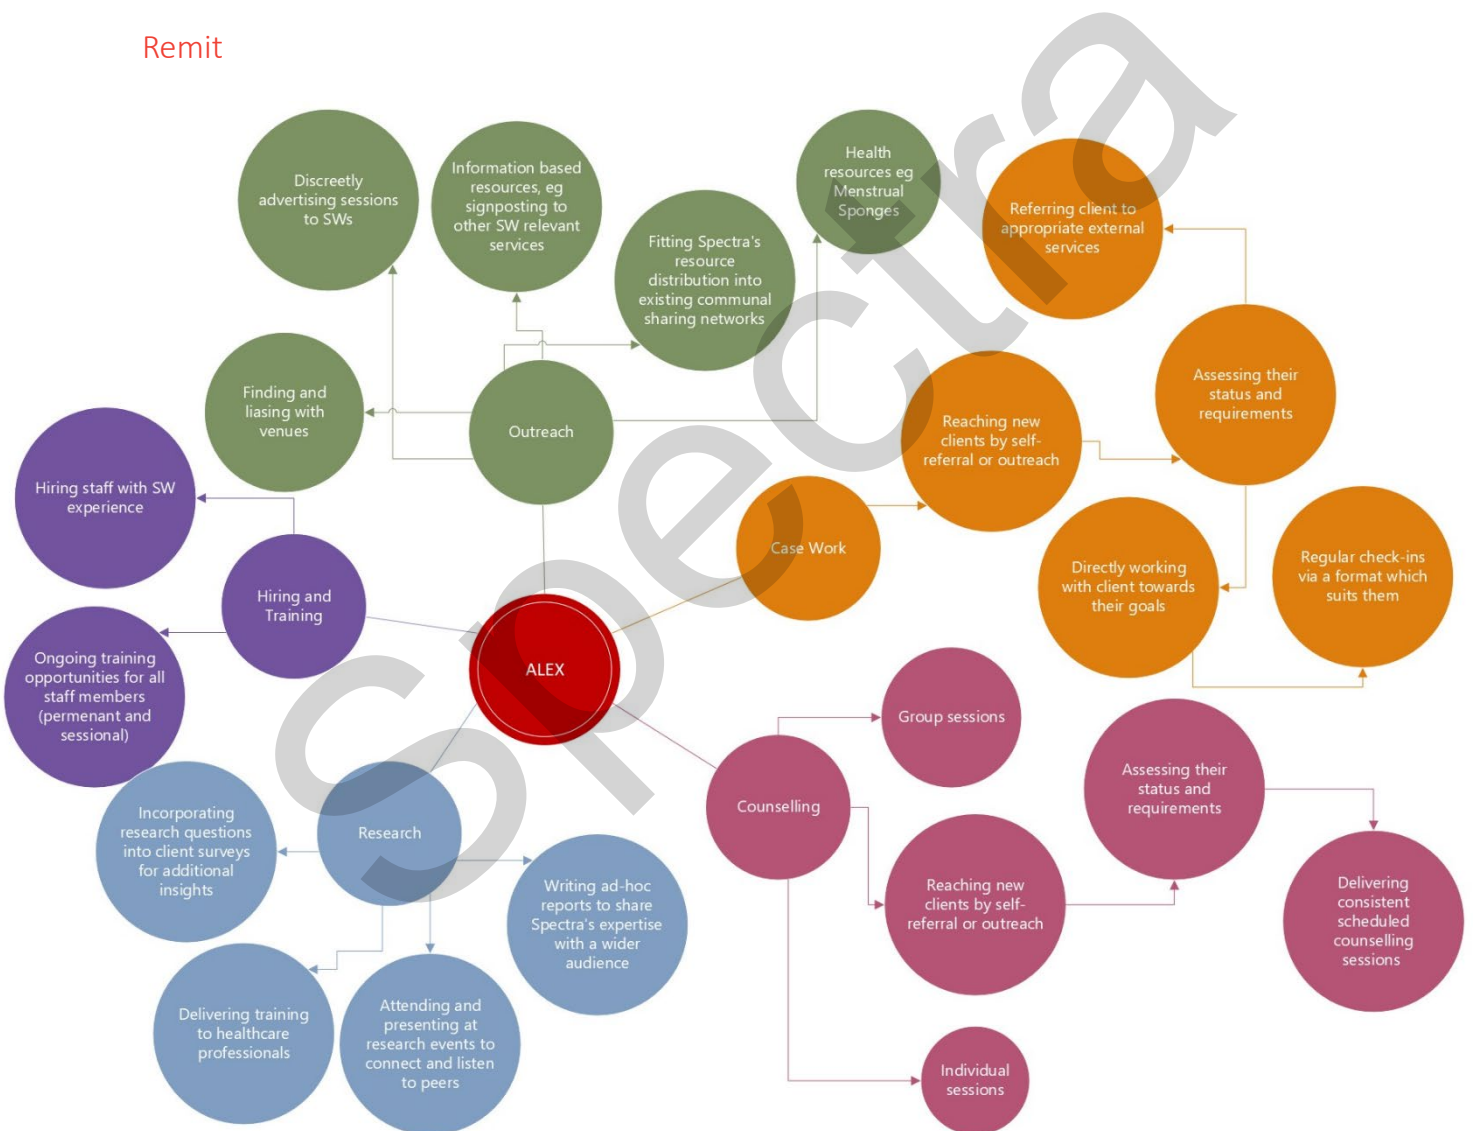 Remit
Discreetly
advertising sessions
to SWs
Information based
resources, eg
signposting to
other SW relevant
services
Fitting Spectra's
resource
distribution into
existing communal
sharing networks
Health
resources eg
Menstrual
Sponges
Finding and
liasing with
venues
Outreach
Referring client to
appropriate external
services
Assessing their
status and
requirements
Reaching new
clients by self-
referral or outreach
Case Work
Directly working
with client towards
their goals
Regular check-ins
via a format which
suits them
Hiring staff with SW
experience
Hiring and
Training
Ongoing training
opportunities for all
staff members
(permenant and
sessional)
ALEX
Group sessions
Counselling
Assessing their
status and
requirements
Reaching new
clients by self-
referral or outreach
Delivering
consistent
scheduled
counselling
sessions
Individual
sessions
Incorporating
research questions
into client surveys
for additional
insights
Research
Writing ad-hoc
reports to share
Spectra's expertise
with a wider
audience
Delivering training
to healthcare
professionals
Attending and
presenting at
research events to
connect and listen
to peers
Spectra